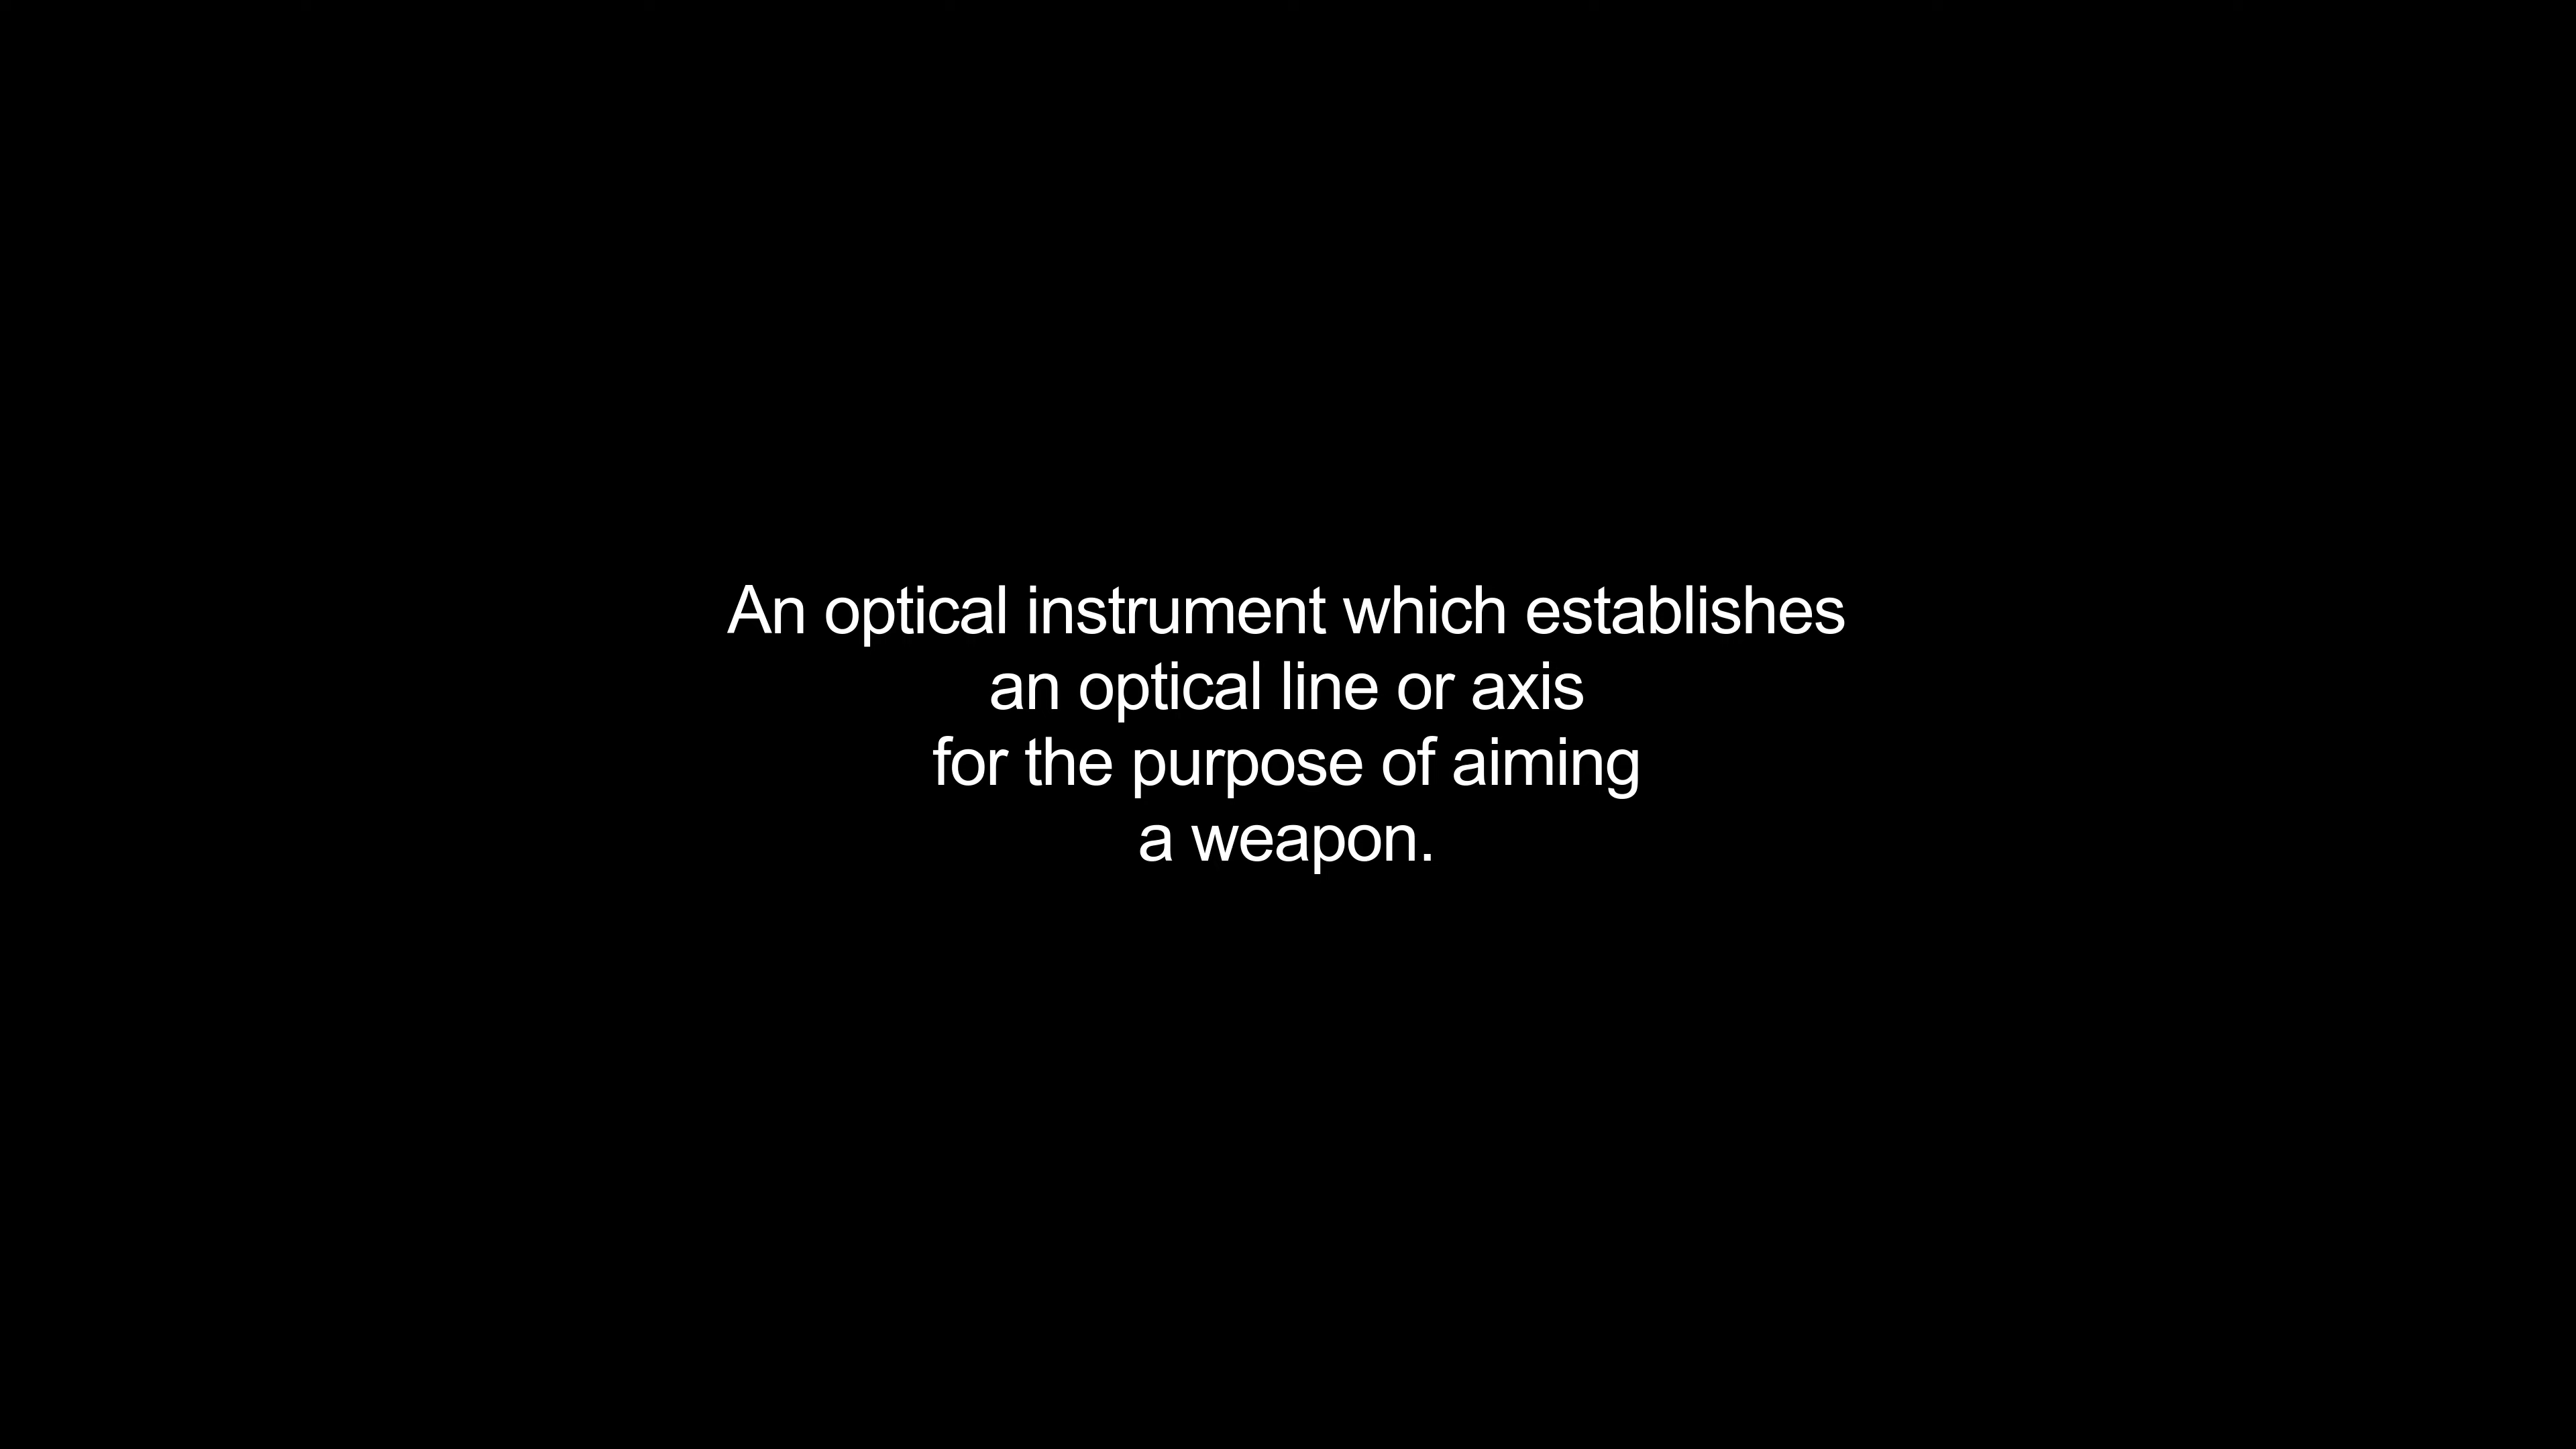 An optical instrument which establishes
an optical line or axis
for the purpose of aiming
a weapon.